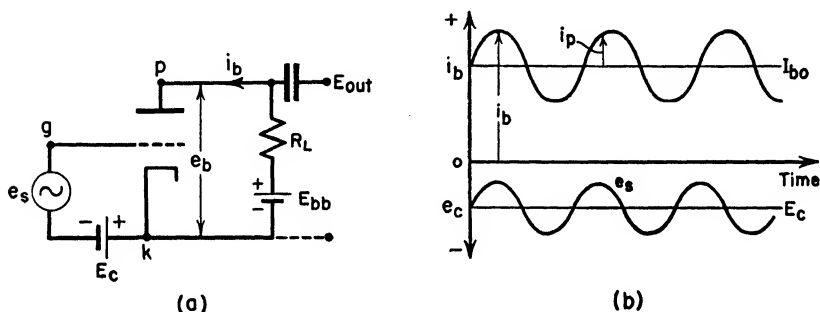 p
i_b
E_out
g
e_b
R_L
e_s
+
-
E_bb
- +
E_c
k
(a)
+
i_b
i_p
I_bo
i_b
o
Time
e_s
e_c
E_c
-
(b)